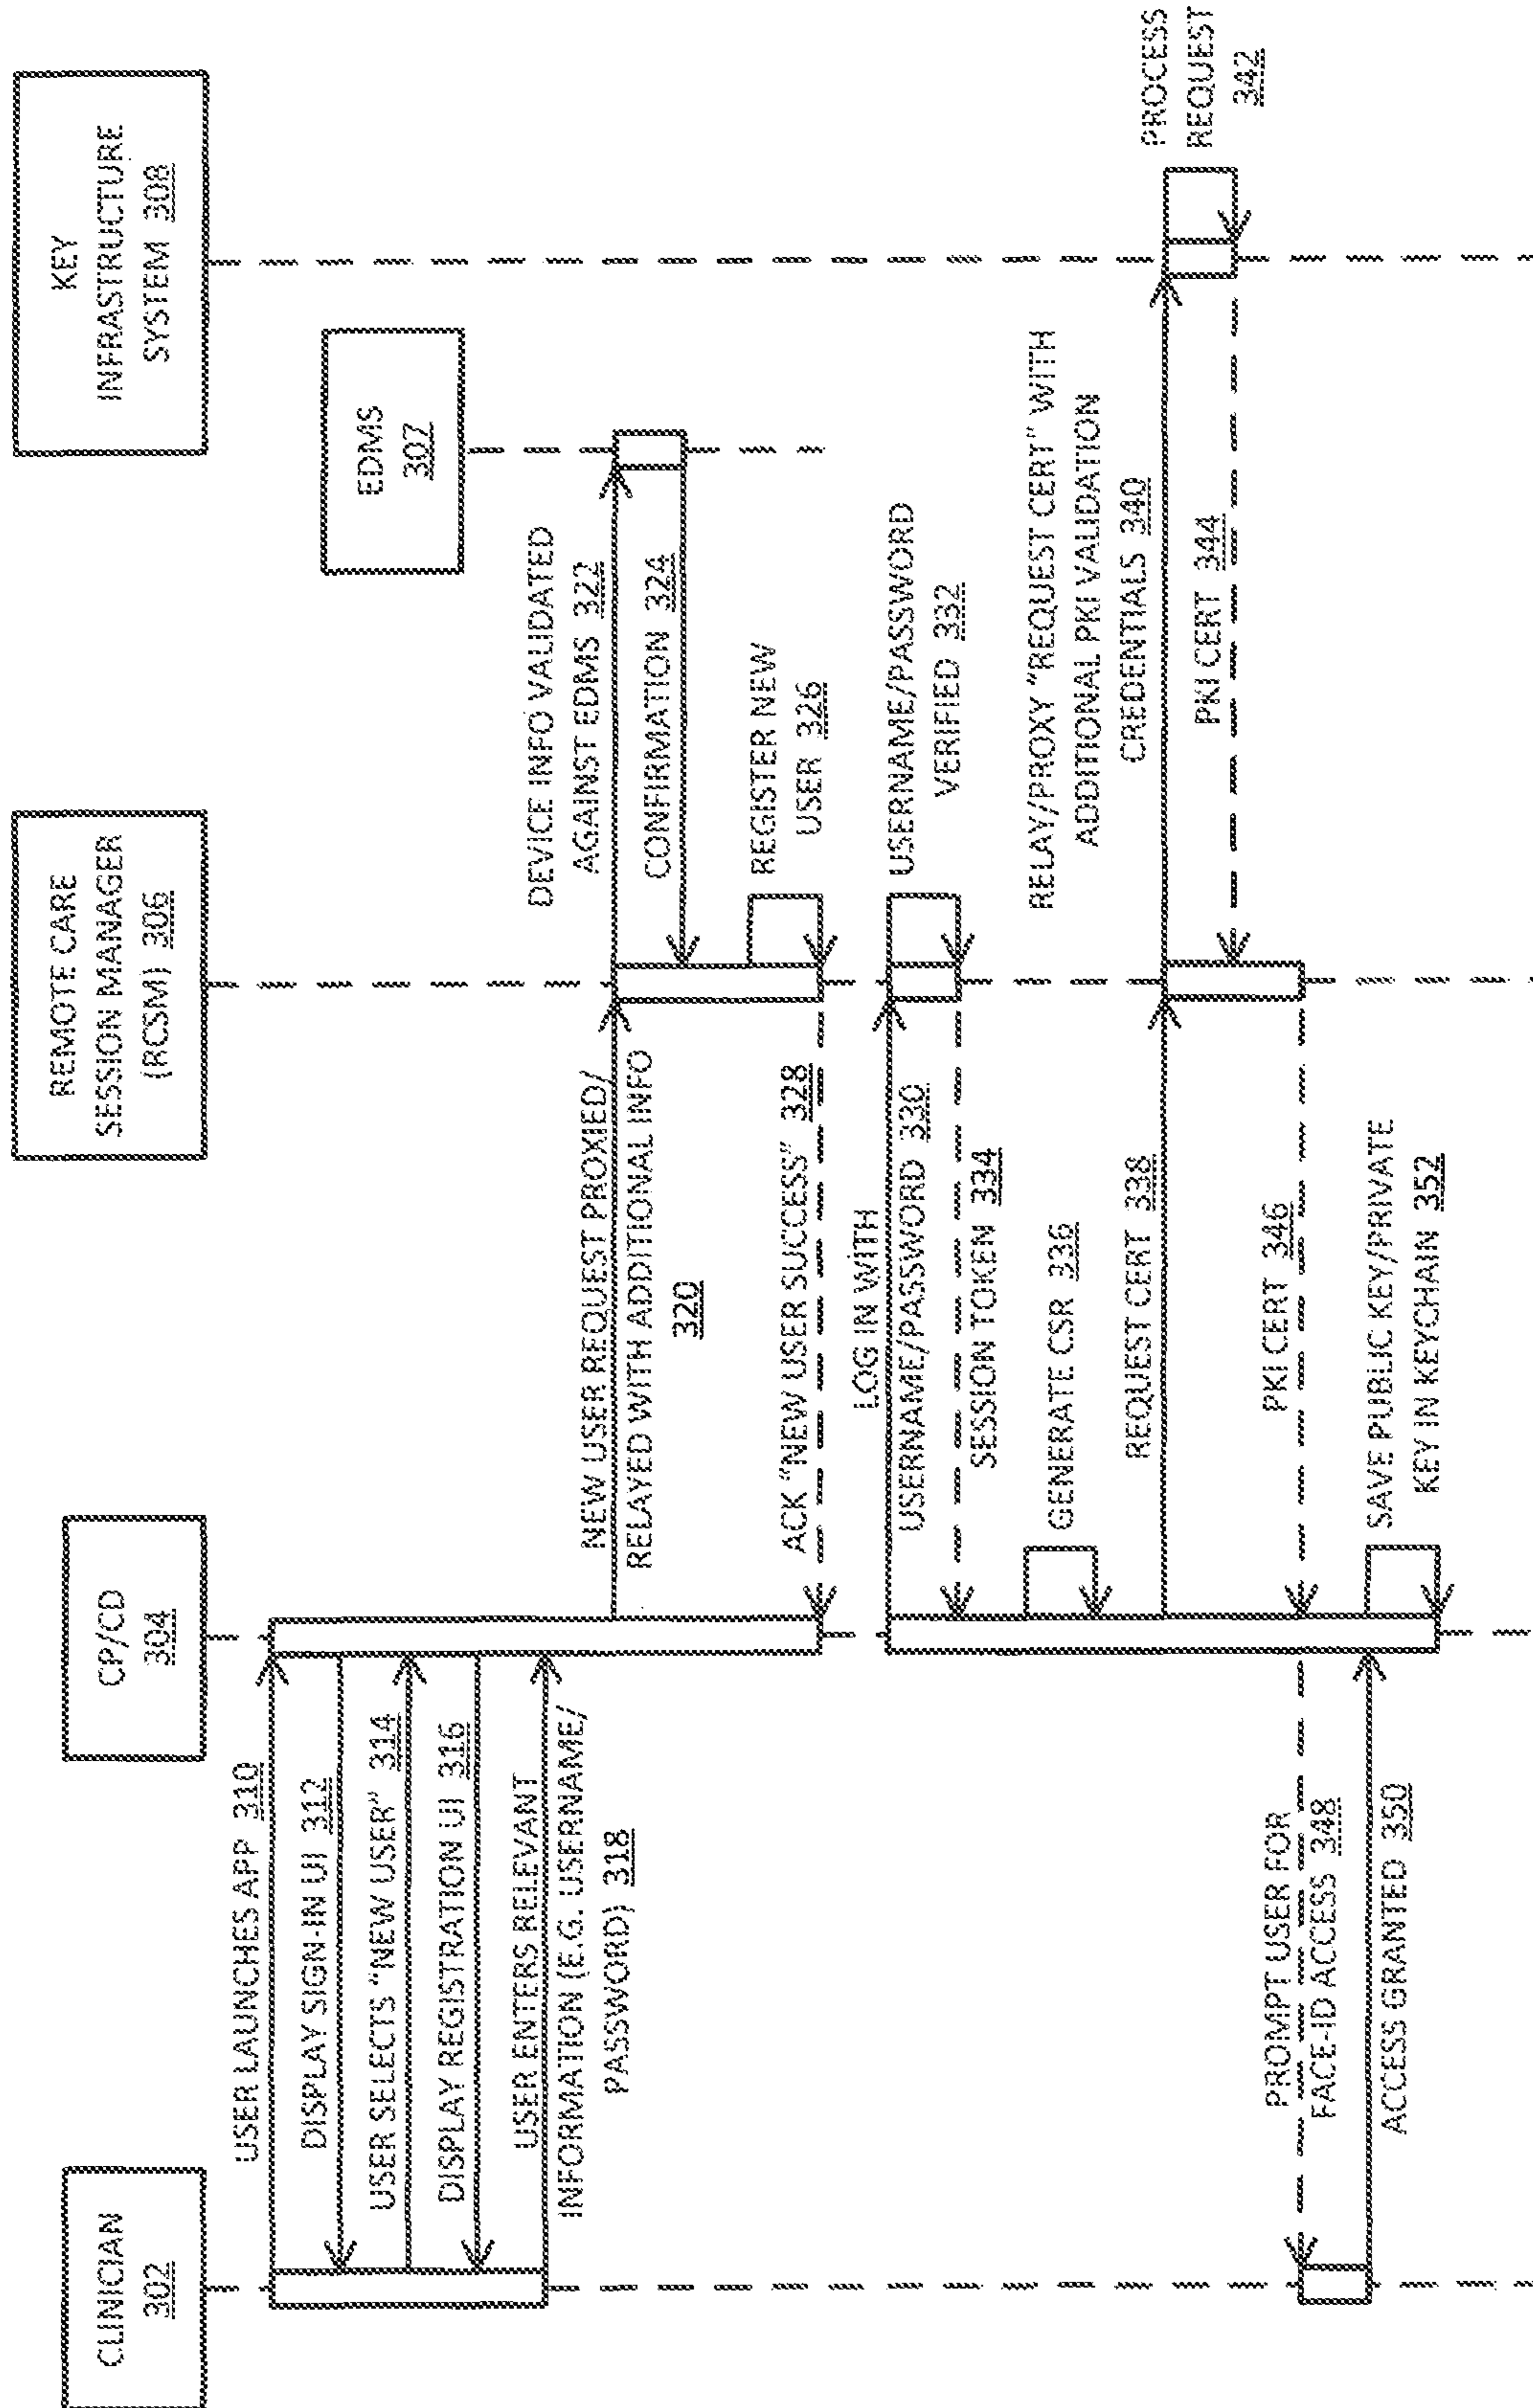 CLINICIAN
302
CP/CD
304
REMOTE CARE
SESSION MANAGER
(RCSM) 306
EDMS
307
KEY
INFRASTRUCTURE
SYSTEM 308
USER LAUNCHES APP 310
DISPLAY SIGN-IN UI 312
USER SELECTS “NEW USER” 314
DISPLAY REGISTRATION UI 316
USER ENTERS RELEVANT
INFORMATION (E.G. USERNAME/
PASSWORD) 318
NEW USER REQUEST PROXIED/
RELAYED WITH ADDITIONAL INFO
320
DEVICE INFO VALIDATED
AGAINST EDMS 322
CONFIRMATION 324
REGISTER NEW
USER 326
ACK “NEW USER SUCCESS” 328
LOG IN WITH
USERNAME/PASSWORD 330
USERNAME/PASSWORD
VERIFIED 332
SESSION TOKEN 334
GENERATE CSR 336
REQUEST CERT 338
RELAY/PROXY “REQUEST CERT” WITH
ADDITIONAL PKI VALIDATION
CREDENTIALS 340
PROCESS
REQUEST
342
PKI CERT 344
PKI CERT 346
PROMPT USER FOR
FACE-ID ACCESS 348
ACCESS GRANTED 350
SAVE PUBLIC KEY/PRIVATE
KEY IN KEYCHAIN 352